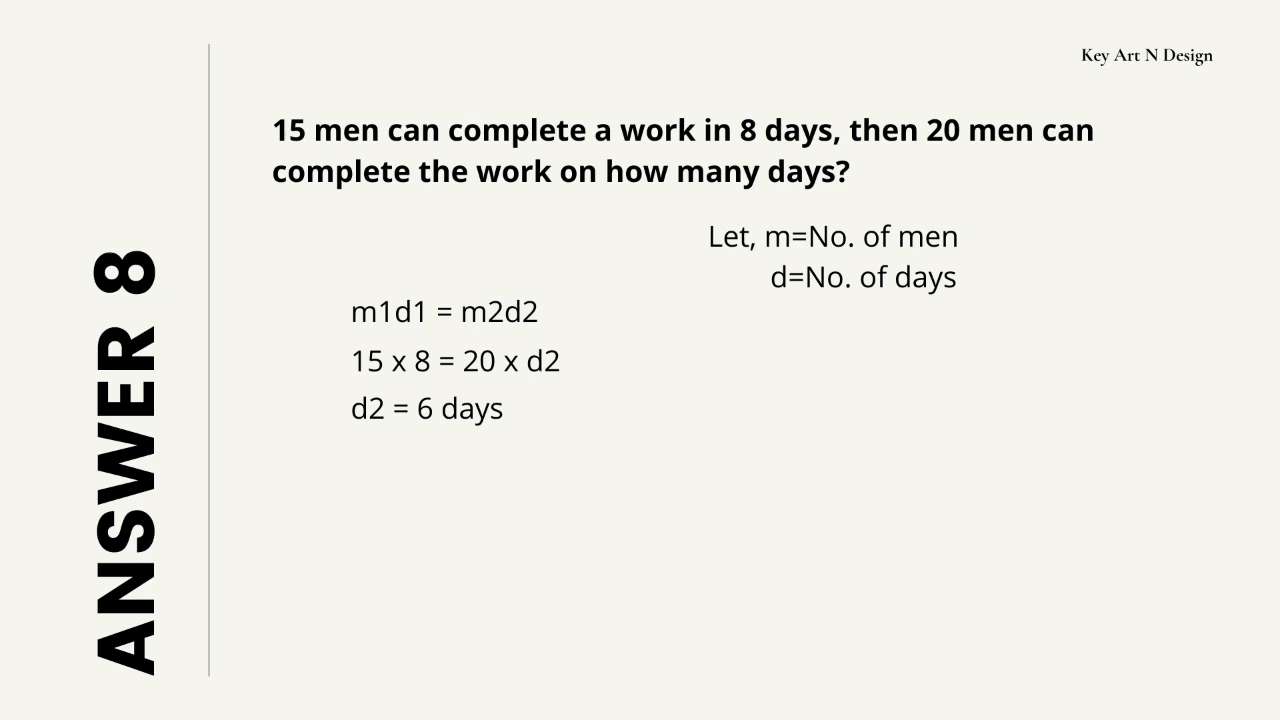 Key Art N Design
15 men can complete a work in 8 days, then 20 men can
complete the work on how many days?
Let, m=No. of men
d=No. of days
m1d1 = m2d2
15 x 8 = 20 x d2
d2 = 6 days
ANSWER 8